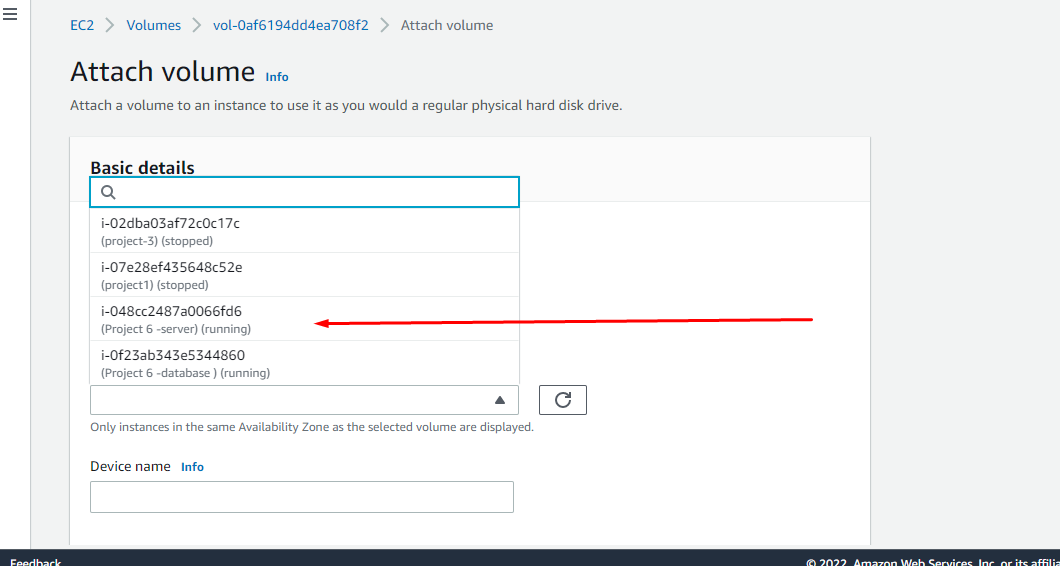 EC2 > Volumes > vol-0af6194dd4ea708f2 > Attach volume
Attach volume Info
Attach a volume to an instance to use it as you would a regular physical hard disk drive.
Basic details
i-02dba03af72c0c17c
(project-3) (stopped)
i-07e28ef435648c52e
(project1) (stopped)
i-048cc2487a0066fd6
(Project 6 -server) (running)
i-0f23ab343e5344860
(Project 6 -database ) (running)
Only instances in the same Availability Zone as the selected volume are displayed.
Device name Info
Feedback © 2022, Amazon Web Services, Inc. or its affilia